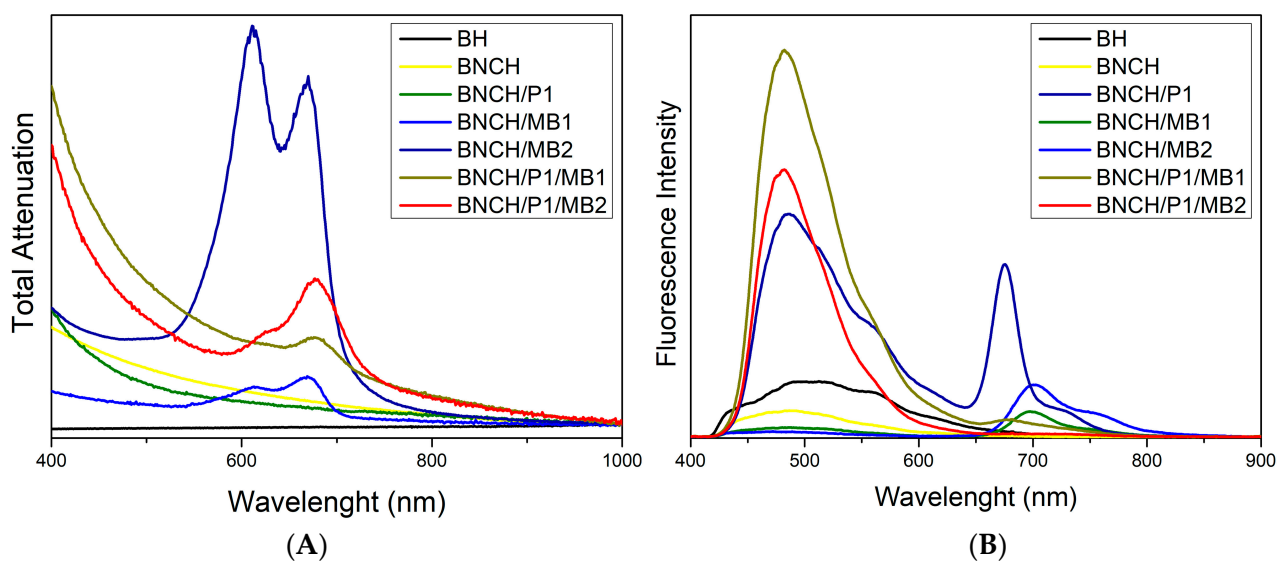 Total Attenuation
BH
BNCH
BNCH/P1
BNCH/MB1
BNCH/MB2
BNCH/P1/MB1
BNCH/P1/MB2
400 600 800 1000
Wavelenght (nm)
(A)
Fluorescence Intensity
BH
BNCH
BNCH/P1
BNCH/MB1
BNCH/MB2
BNCH/P1/MB1
BNCH/P1/MB2
400 500 600 700 800 900
Wavelenght (nm)
(B)